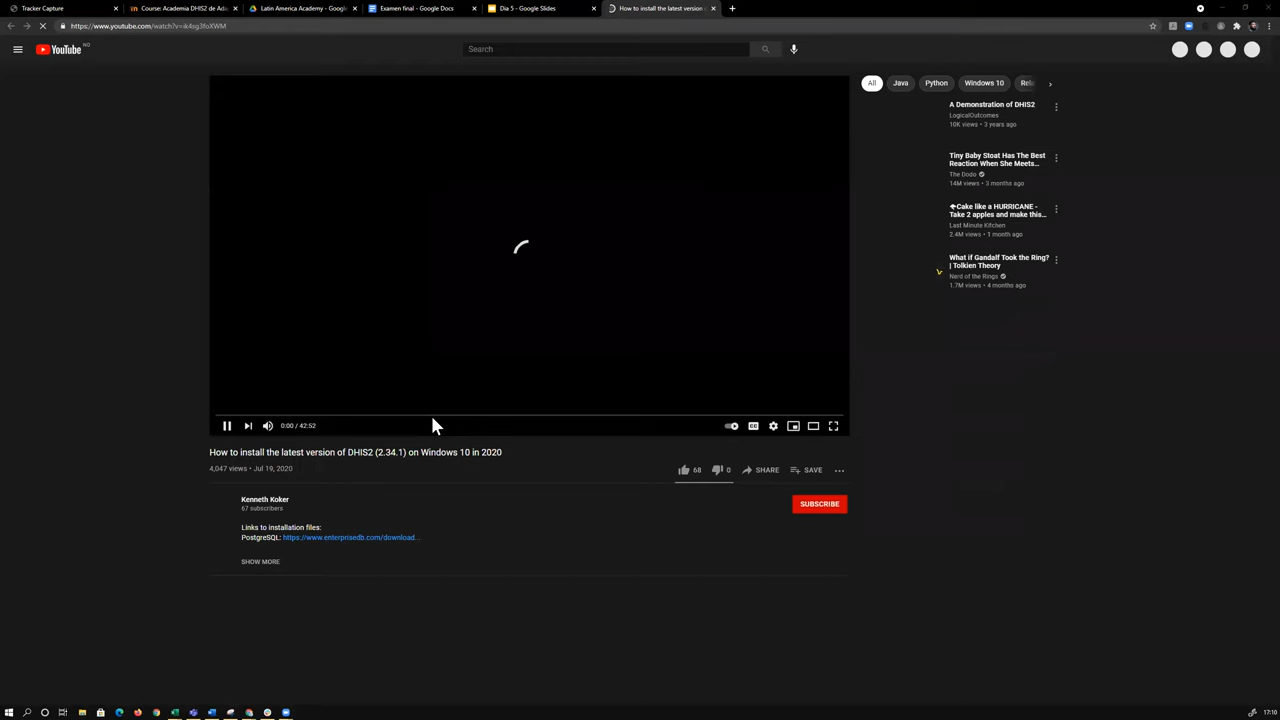 Tracker Capture
Course: Academia DHIS2 de Ada
Latin America Academy - Google
Examen final - Google Docs
Dia 5 - Google Slides
How to install the latest version o
https://www.youtube.com/watch?v=ik4sg3foXWM
YouTube NO
Search
All
Java
Python
Windows 10
Rela
A Demonstration of DHIS2
LogicalOutcomes
10K views • 3 years ago
Tiny Baby Stoat Has The Best
Reaction When She Meets...
The Dodo
14M views • 3 months ago
Cake like a HURRICANE -
Take 2 apples and make this...
Last Minute Kitchen
2.4M views • 1 month ago
What if Gandalf Took the Ring?
| Tolkien Theory
Nerd of the Rings
1.7M views • 4 months ago
0:00 / 42:52
CC
How to install the latest version of DHIS2 (2.34.1) on Windows 10 in 2020
4,047 views • Jul 19, 2020
68
0
SHARE
SAVE
Kenneth Koker
67 subscribers
SUBSCRIBE
Links to installation files:
PostgreSQL: https://www.enterprisedb.com/download...
SHOW MORE
17:10